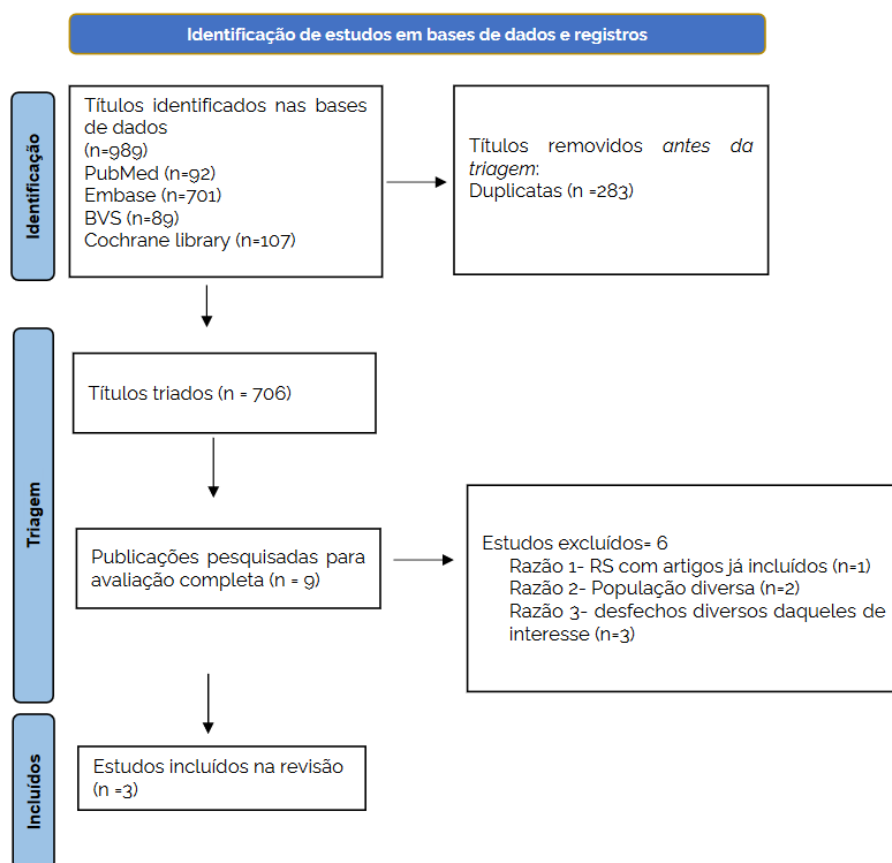 Identificação de estudos em bases de dados e registros
Identificação
Títulos identificados nas bases
de dados
(n=989)
PubMed (n=92)
Embase (n=701)
BVS (n=89)
Cochrane library (n=107)
Títulos removidos antes da
triagem:
Duplicatas (n =283)
Triagem
Títulos triados (n = 706)
Publicações pesquisadas para
avaliação completa (n = 9)
Estudos excluídos= 6
Razão 1- RS com artigos já incluídos (n=1)
Razão 2- População diversa (n=2)
Razão 3- desfechos diversos daqueles de
interesse (n=3)
Incluídos
Estudos incluídos na revisão
(n =3)